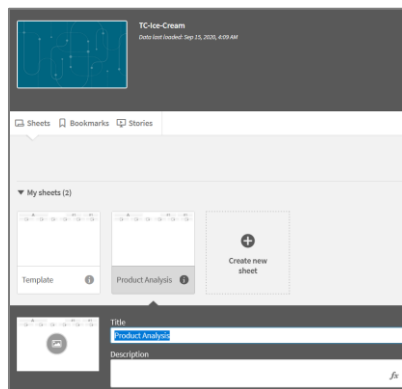 TC-Ice-Cream
Data last loaded: Sep 15, 2020, 4:09 AM
Sheets Bookmarks Stories
My sheets (2)
Template
Product Analysis
Create new
sheet
Title
Product Analysis
Description
fx